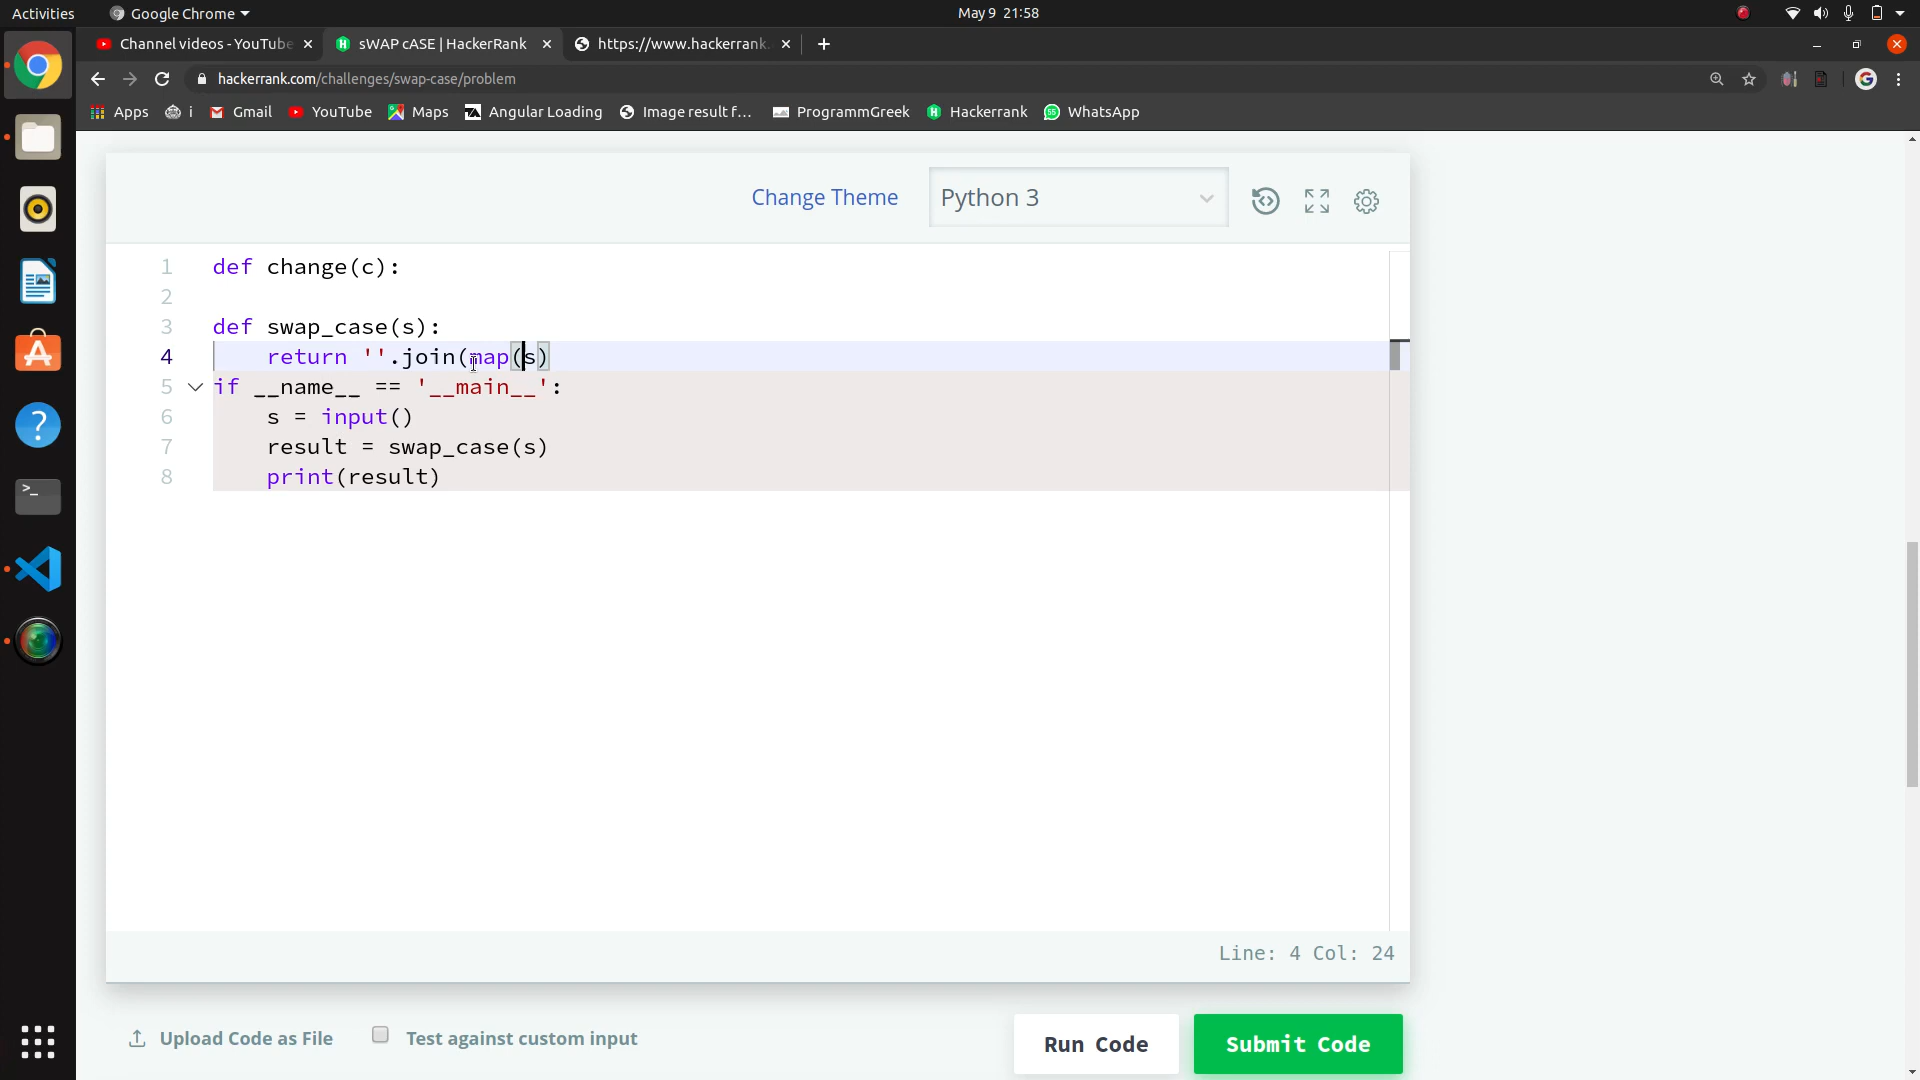 Activities Google Chrome May 9 21:58
Channel videos - YouTube sWAP cASE | HackerRank https://www.hackerrank.
hackerrank.com/challenges/swap-case/problem
Apps i Gmail YouTube Maps Angular Loading Image result f... ProgrammGreek Hackerrank WhatsApp
Change Theme Python 3
1 def change(c):
2
3 def swap_case(s):
4 return ''.join(map(s)
5 if __name__ == '__main__':
6 s = input()
7 result = swap_case(s)
8 print(result)
Line: 4 Col: 24
Upload Code as File Test against custom input Run Code Submit Code